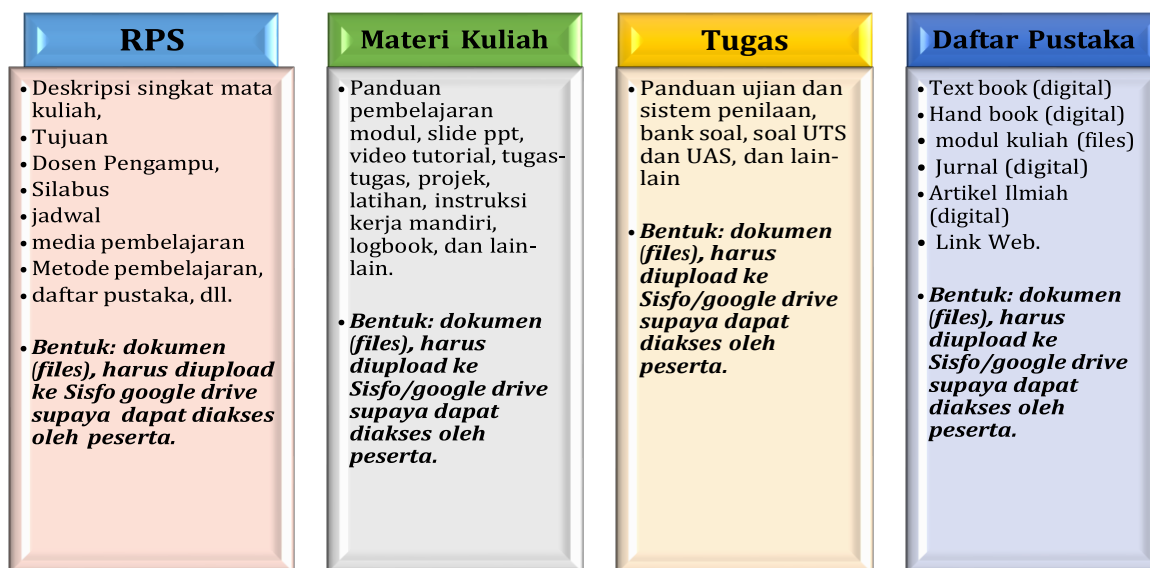 RPS
• Deskripsi singkat mata
kuliah,
• Tujuan
• Dosen Pengampu,
• Silabus
• jadwal
• media pembelajaran
• Metode pembelajaran,
• daftar pustaka, dll.
• Bentuk: dokumen
(files), harus diupload
ke Sisfo google drive
supaya dapat diakses
oleh peserta.
Materi Kuliah
• Panduan
pembelajaran
modul, slide ppt,
video tutorial, tugas-
tugas, projek,
latihan, instruksi
kerja mandiri,
logbook, dan lain-
lain.
• Bentuk: dokumen
(files), harus
diupload ke
Sisfo/google drive
supaya dapat
diakses oleh
peserta.
Tugas
• Panduan ujian dan
sistem penilaan,
bank soal, soal UTS
dan UAS, dan lain-
lain
• Bentuk: dokumen
(files), harus
diupload ke
Sisfo/google drive
supaya dapat
diakses oleh
peserta.
Daftar Pustaka
• Text book (digital)
• Hand book (digital)
• modul kuliah (files)
• Jurnal (digital)
• Artikel Ilmiah
(digital)
• Link Web.
• Bentuk: dokumen
(files), harus
diupload ke
Sisfo/google drive
supaya dapat
diakses oleh
peserta.